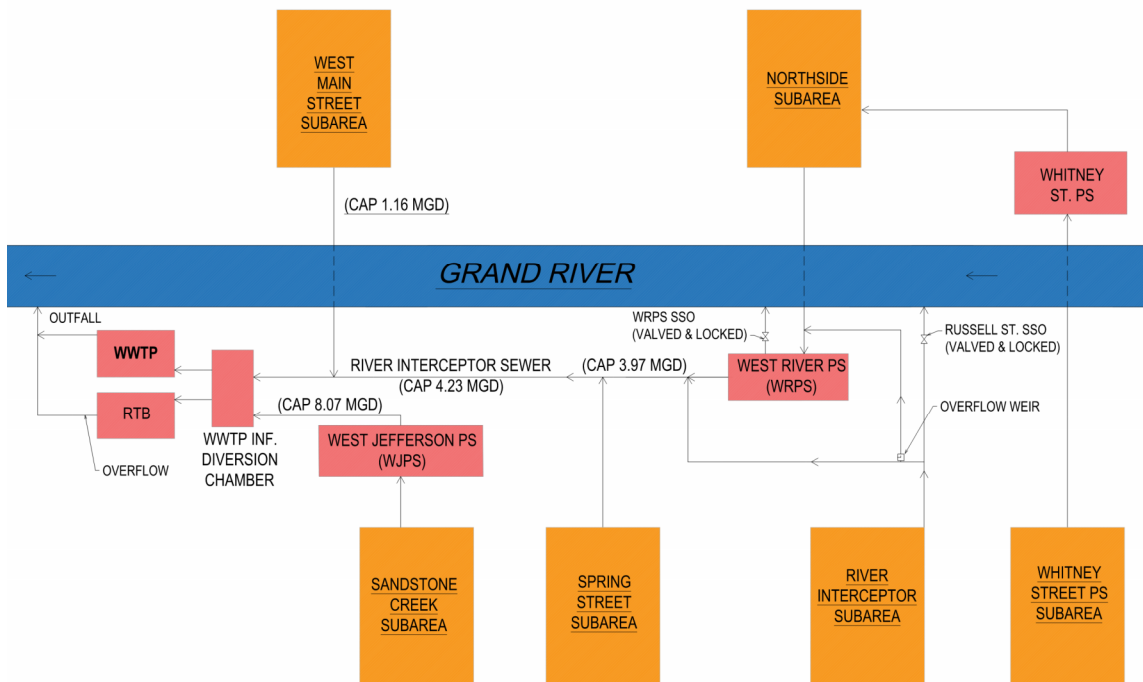 WEST
MAIN
STREET
SUBAREA
NORTHSIDE
SUBAREA
WHITNEY
ST. PS
(CAP 1.16 MGD)
GRAND RIVER
OUTFALL
WRPS SSO
(VALVED & LOCKED)
RUSSELL ST. SSO
(VALVED & LOCKED)
WWTP
RIVER INTERCEPTOR SEWER
(CAP 3.97 MGD)
WEST RIVER PS
(WRPS)
(CAP 4.23 MGD)
RTB
(CAP 8.07 MGD)
OVERFLOW WEIR
WWTP INF.
DIVERSION
CHAMBER
WEST JEFFERSON PS
(WJPS)
OVERFLOW
SANDSTONE
CREEK
SUBAREA
SPRING
STREET
SUBAREA
RIVER
INTERCEPTOR
SUBAREA
WHITNEY
STREET PS
SUBAREA